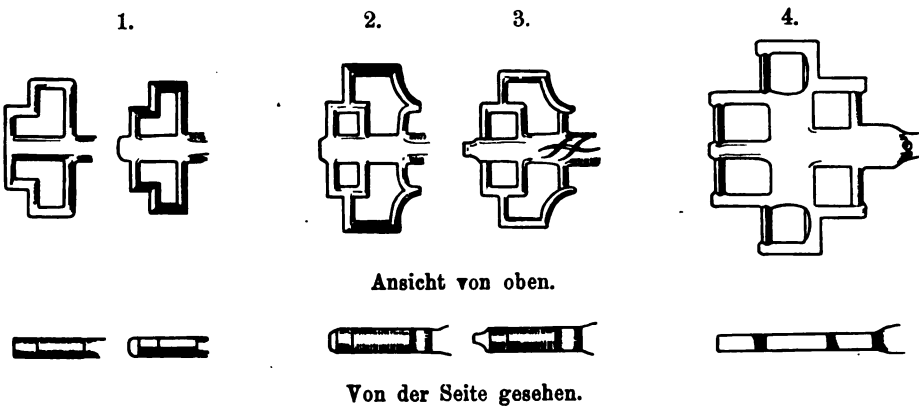 1. 2. 3. 4.
Ansicht von oben.
Von der Seite gesehen.